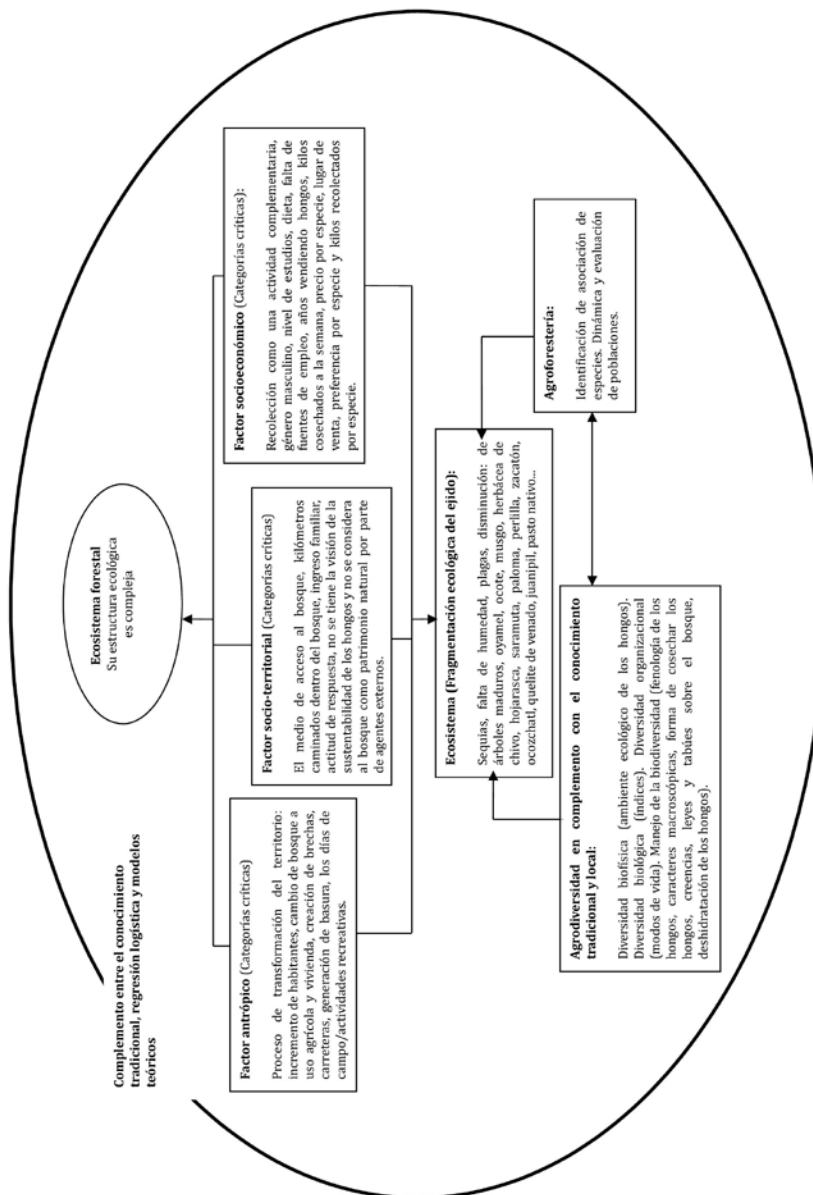 Complemento entre el conocimiento
tradicional, regresión logística y modelos
teóricos
Ecosistema forestal
Su estructura ecológica
es compleja
Factor antrópico (Categorías críticas)
Proceso de transformación del territorio:
incremento de habitantes, cambio de bosque a
uso agrícola y vivienda, creación de brechas,
carreteras, generación de basura, los días de
campo/actividades recreativas.
Factor socio-territorial (Categorías críticas)
El medio de acceso al bosque, kilómetros
caminados dentro del bosque, ingreso familiar,
actitud de respuesta, no se tiene la visión de la
sustentabilidad de los hongos y no se considera
al bosque como patrimonio natural por parte
de agentes externos.
Factor socioeconómico (Categorías críticas):
Recolección como una actividad complementaria,
género masculino, nivel de estudios, dieta, falta de
fuentes de empleo, años vendiendo hongos, kilos
cosechados a la semana, precio por especie, lugar de
venta, preferencia por especie y kilos recolectados
por especie.
Ecosistema (Fragmentación ecológica del ejido):
Sequias, falta de humedad, plagas, disminución: de
árboles maduros, oyamel, ocote, musgo, herbácea de
chivo, hojarasca, saramuta, paloma, perlilla, zacatón,
ocozchatl, quelite de venado, juanipil, pasto nativo...
Agrodiversidad en complemento con el conocimiento
tradicional y local:
Diversidad biofísica (ambiente ecológico de los hongos).
Diversidad biológica (índices). Diversidad organizacional
(modos de vida). Manejo de la biodiversidad (fenología de los
hongos, caracteres macroscópicas, forma de cosechar los
hongos, creencias, leyes y tabúes sobre el bosque,
deshidratación de los hongos).
Agroforestería:
Identificación de asociación de
especies. Dinámica y evaluación
de poblaciones.